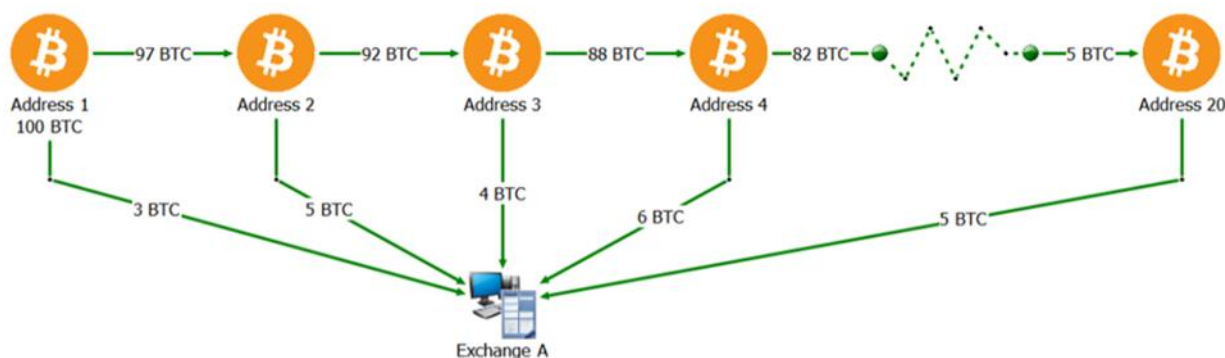 97 BTC
92 BTC
88 BTC
82 BTC
5 BTC
Address 1
100 BTC
Address 2
Address 3
Address 4
Address 20
3 BTC
5 BTC
4 BTC
6 BTC
5 BTC
Exchange A